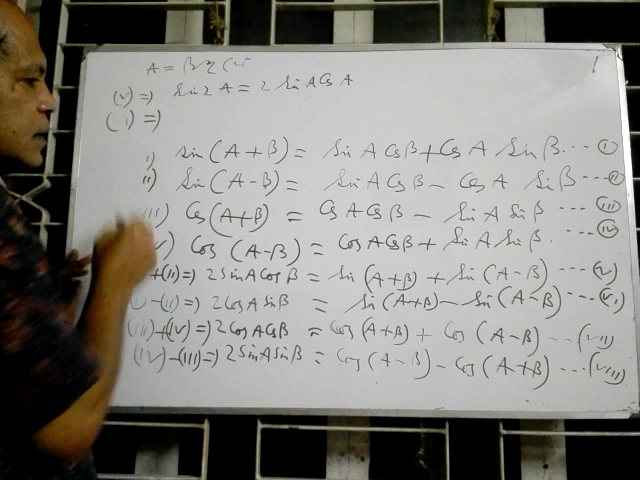 A = B
(v) => Sin 2A = 2 Sin A Cos A
(i) =>
i) sin (A + B) = Sin A Cos B + Cos A Sin B. ... (i)
ii) Sin (A - B) = Sin A Cos B - Cos A Sin B ... (ii)
iii) Cos (A + B) = Cos A Cos B - Sin A Sin B ... (iii)
v) Cos (A - B) = Cos A Cos B + Sin A Sin B. ... (iv)
+ (ii) => 2 Sin A Cos B = Sin (A + B) + Sin (A - B) ... (v)
- (ii) => 2 Cos A Sin B = Sin (A + B) - Sin (A - B) ... (vi)
(iii) + (iv) => 2 Cos A Cos B = Cos (A + B) + Cos (A - B) ... (vii)
(iv) - (iii) => 2 Sin A Sin B = Cos (A - B) - Cos (A + B) ... (viii)